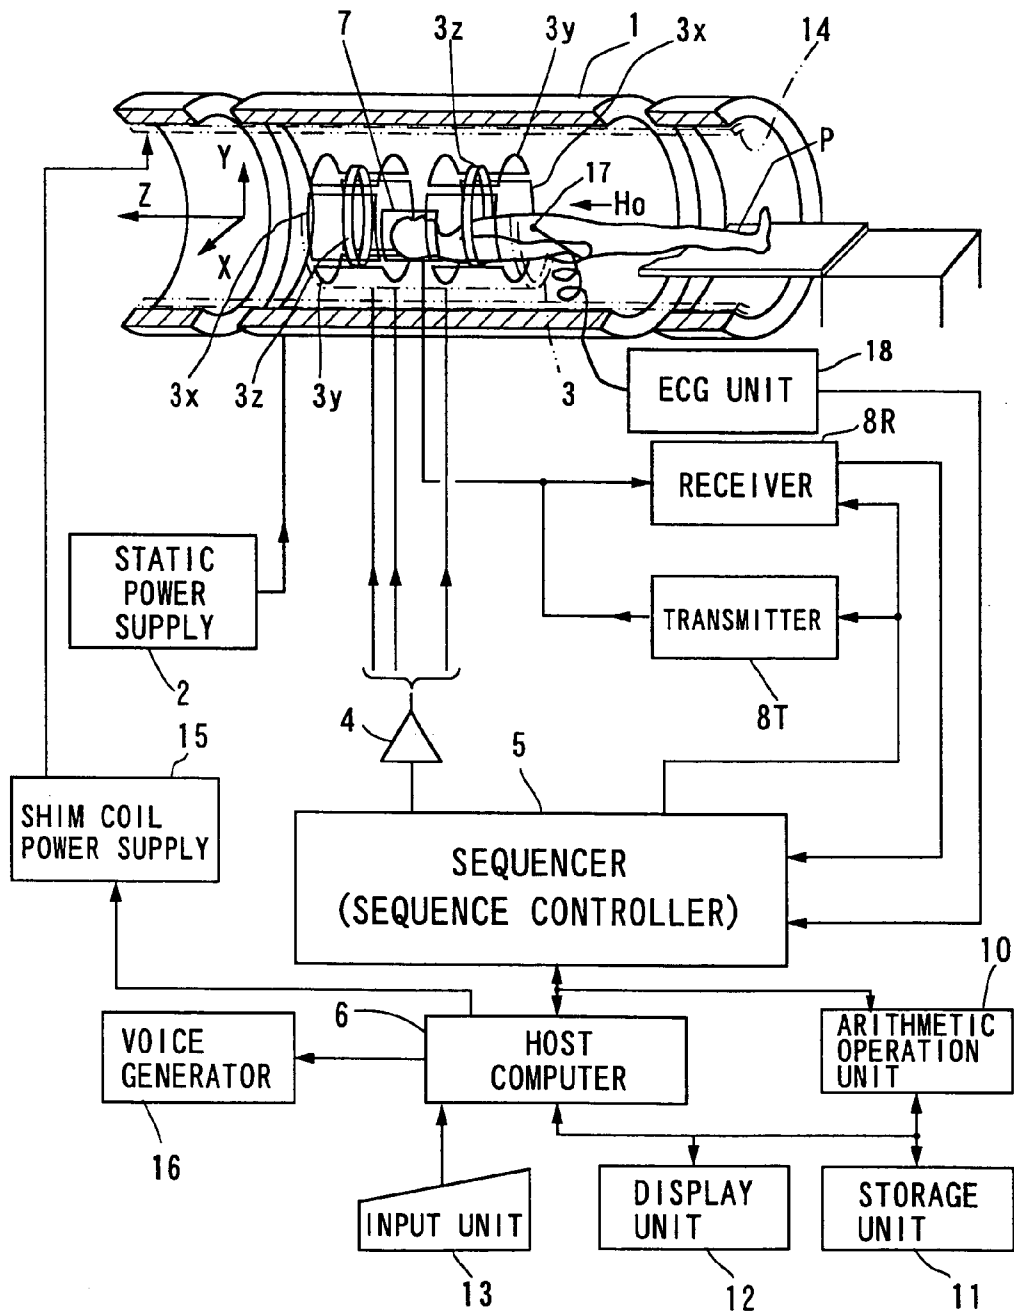 7
3z
3y
1
3x
14
P
Y
Z
X
17
Ho
3x
3z
3y
3
18
ECG UNIT
8R
RECEIVER
STATIC
POWER
SUPPLY
2
TRANSMITTER
8T
4
15
5
SHIM COIL
POWER SUPPLY
SEQUENCER
(SEQUENCE CONTROLLER)
10
6
VOICE
GENERATOR
HOST
COMPUTER
ARITHMETIC
OPERATION
UNIT
16
INPUT UNIT
DISPLAY
UNIT
STORAGE
UNIT
13
12
11